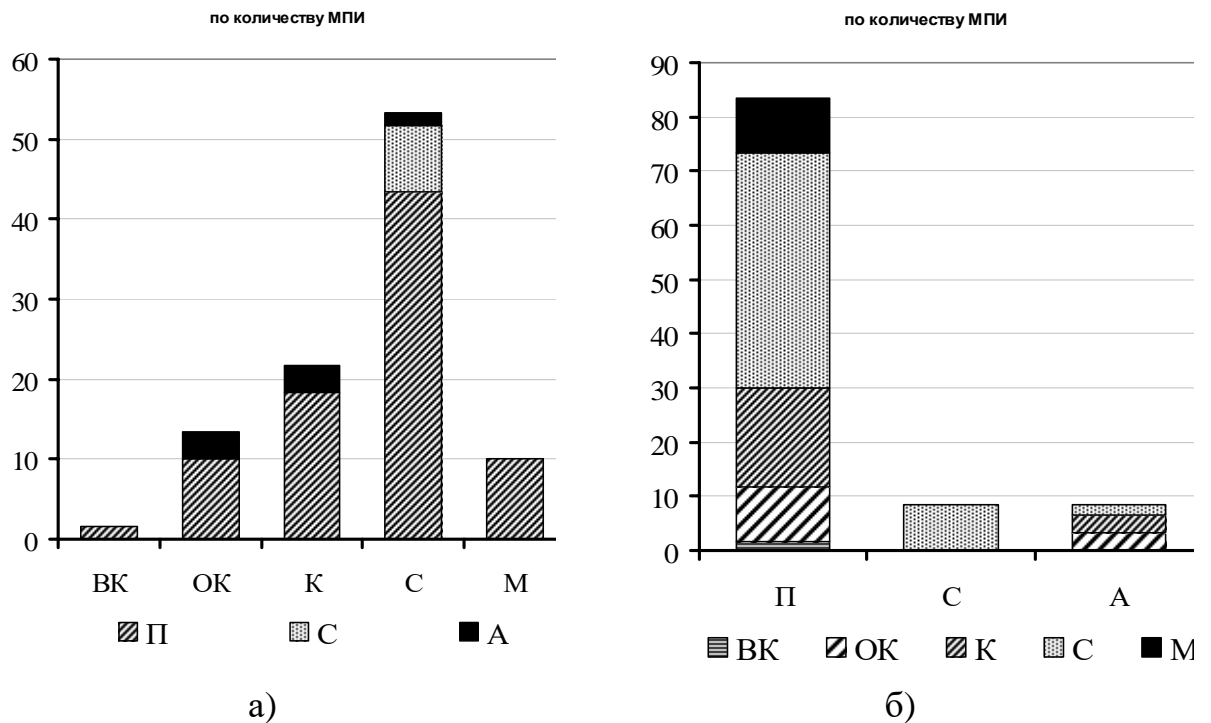 по количеству МПИ
60
50
40
30
20
10
0
ВК ОК К С М
П С А
а)
по количеству МПИ
90
80
70
60
50
40
30
20
10
0
П С А
ВК ОК К С М
б)